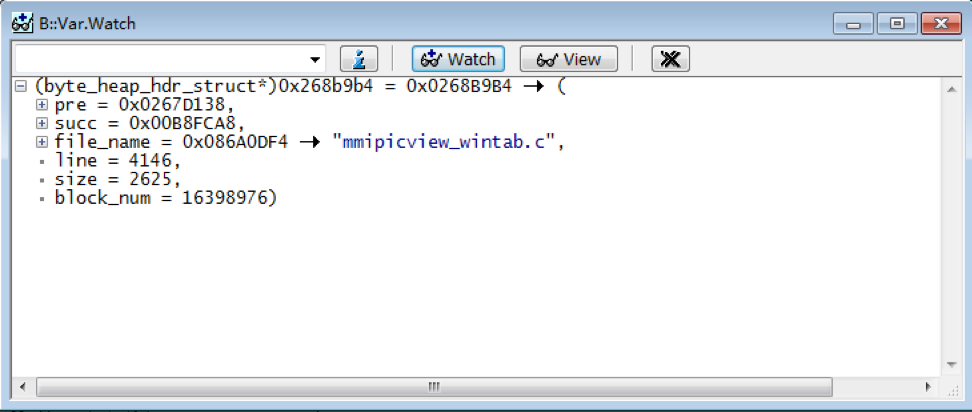 B::Var.Watch
Watch View
(byte_heap_hdr_struct*)0x268b9b4 = 0x0268B9B4 → (
pre = 0x0267D138,
succ = 0x00B8FCA8,
file_name = 0x086A0DF4 → "mmipicview_wintab.c",
line = 4146,
size = 2625,
block_num = 16398976)